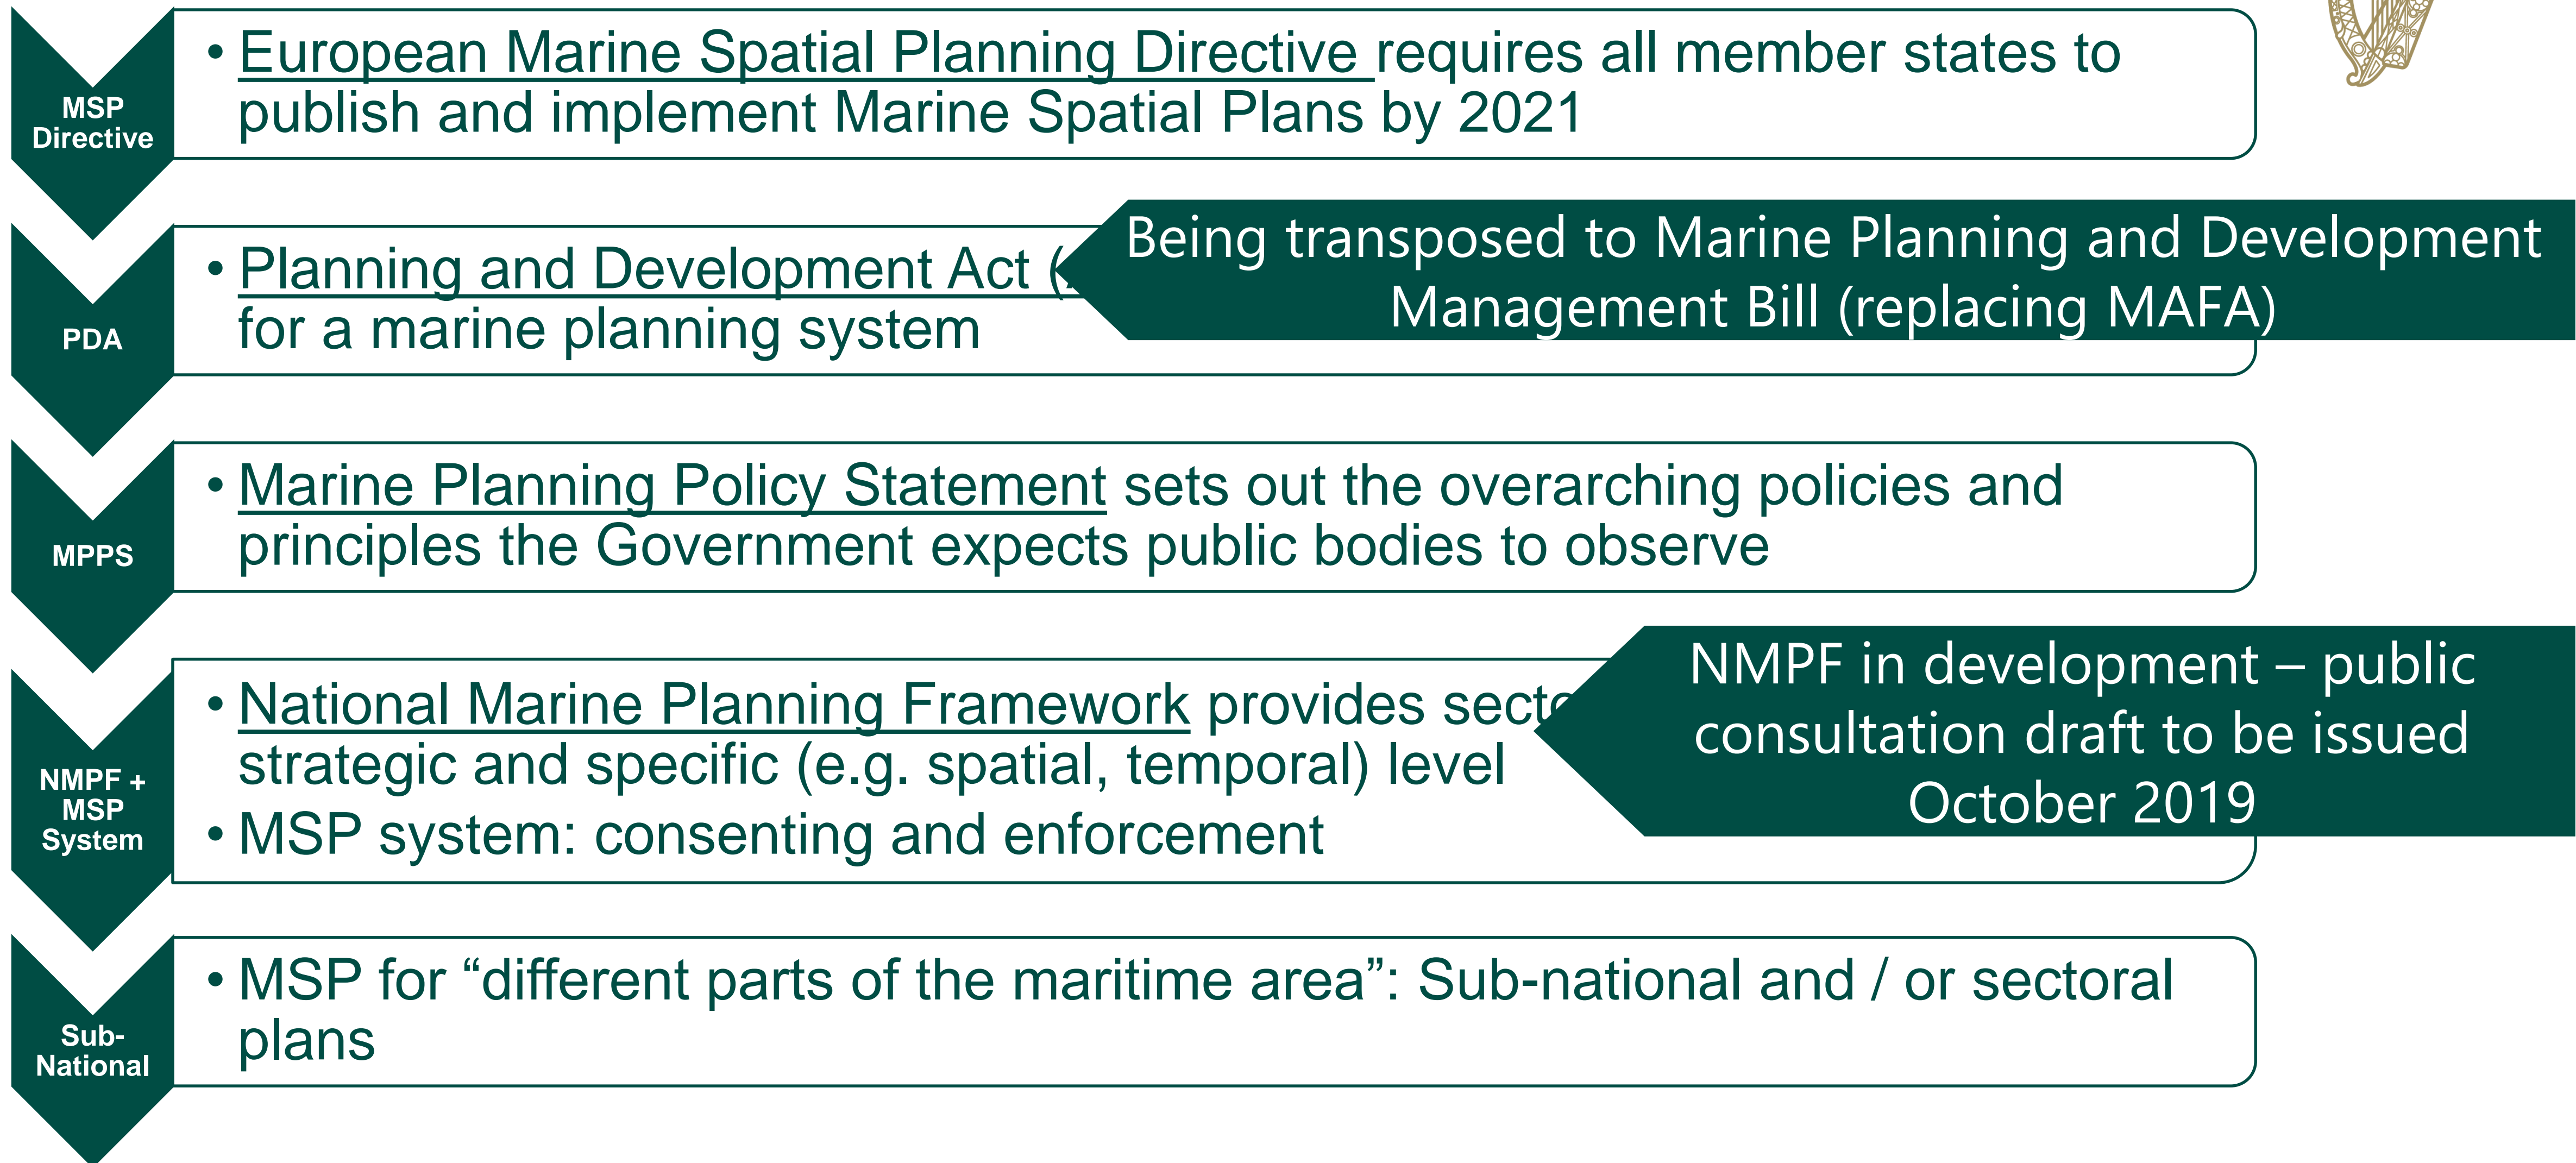 MSP
Directive
• European Marine Spatial Planning Directive requires all member states to
publish and implement Marine Spatial Plans by 2021
PDA
• Planning and Development Act (
for a marine planning system
Being transposed to Marine Planning and Development
Management Bill (replacing MAFA)
MPPS
• Marine Planning Policy Statement sets out the overarching policies and
principles the Government expects public bodies to observe
NMPF +
MSP
System
• National Marine Planning Framework provides
strategic and specific (e.g. spatial, temporal) level
• MSP system: consenting and enforcement
NMPF in development – public
consultation draft to be issued
October 2019
Sub-
National
• MSP for “different parts of the maritime area”: Sub-national and / or sectoral
plans